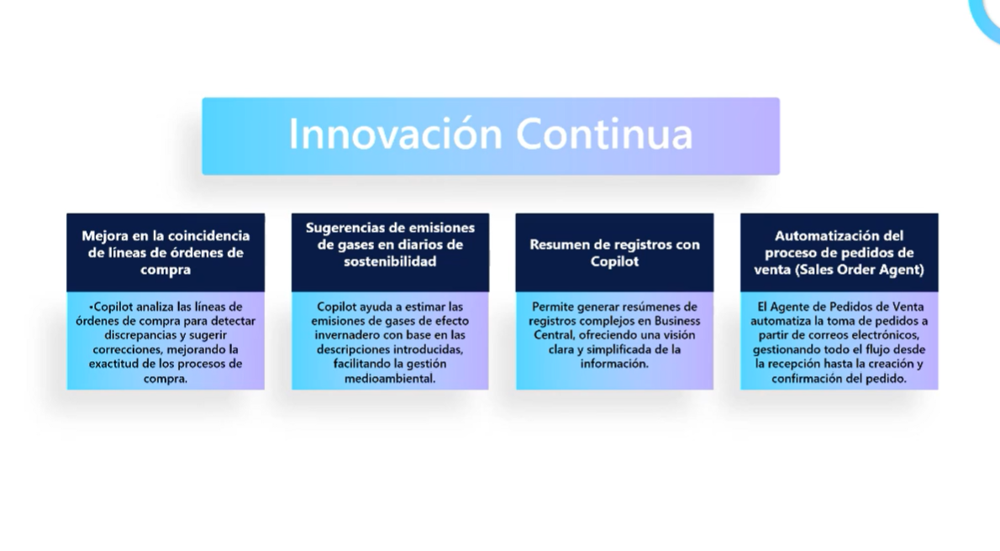 Innovación Continua
Mejora en la coincidencia
de líneas de órdenes de
compra
•Copilot analiza las líneas de
órdenes de compra para detectar
discrepancias y sugerir
correcciones, mejorando la
exactitud de los procesos de
compra.
Sugerencias de emisiones
de gases en diarios de
sostenibilidad
Copilot ayuda a estimar las
emisiones de gases de efecto
invernadero con base en las
descripciones introducidas,
facilitando la gestión
medioambiental.
Resumen de registros con
Copilot
Permite generar resúmenes de
registros complejos en Business
Central, ofreciendo una visión
clara y simplificada de la
información.
Automatización del
proceso de pedidos de
venta (Sales Order Agent)
El Agente de Pedidos de Venta
automatiza la toma de pedidos a
partir de correos electrónicos,
gestionando todo el flujo desde
la recepción hasta la creación y
confirmación del pedido.